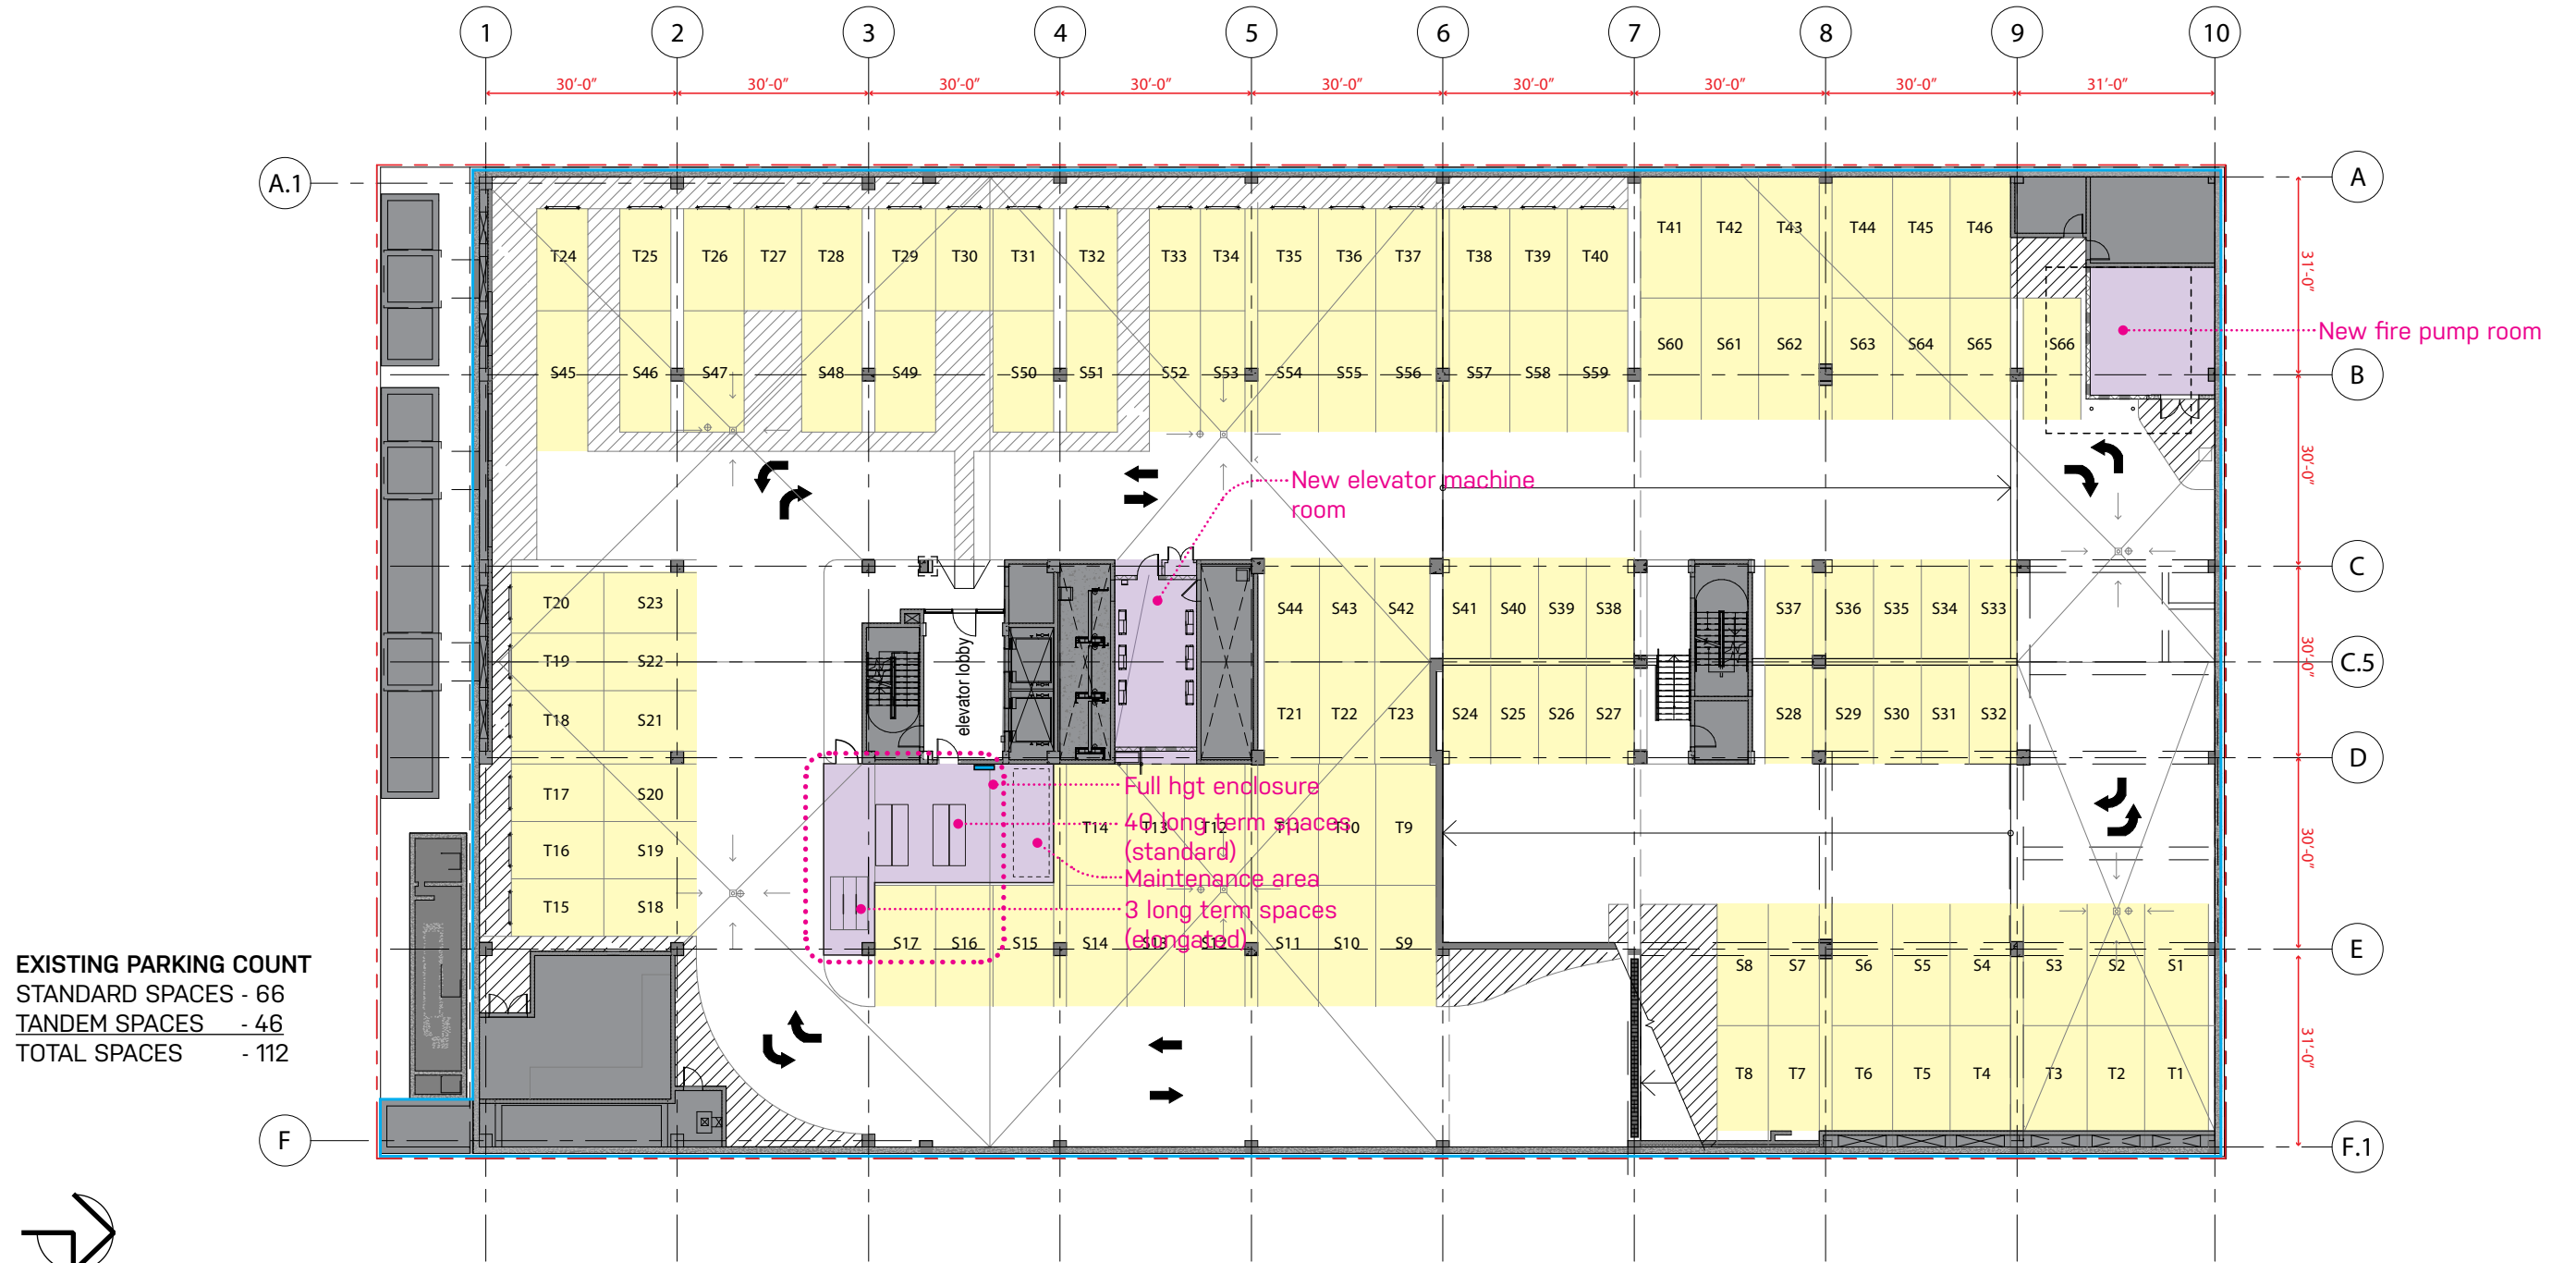 1 2 3 4 5 6 7 8 9 10
30'-0" 30'-0" 30'-0" 30'-0" 30'-0" 30'-0" 30'-0" 30'-0" 31'-0"
A.1 A
T41 T42 T43 T44 T45 T46
T24 T25 T26 T27 T28 T29 T30 T31 T32 T33 T34 T35 T36 T37 T38 T39 T40
31'-0"
New fire pump room
S60 S61 S62 S63 S64 S65 S66
S45 S46 S47 S48 S49 S50 S51 S52 S53 S54 S55 S56 S57 S58 S59
B
30'-0"
New elevator machine
room
C
T20 S23 S44 S43 S42 S41 S40 S39 S38 S37 S36 S35 S34 S33
30'-0"
T19 S22
C.5
elevator lobby
T18 S21 T21 T22 T23 S24 S25 S26 S27 S28 S29 S30 S31 S32
D
Full hgt enclosure
T17 S20
40 long term spaces
(standard)
T14 T13 T12 T11 T10 T9
30'-0"
T16 S19
Maintenance area
T15 S18
3 long term spaces
(elongated)
S17 S16 S15 S14 S13 S12 S11 S10 S9
E
S8 S7 S6 S5 S4 S3 S2 S1
EXISTING PARKING COUNT
STANDARD SPACES - 66
TANDEM SPACES - 46
TOTAL SPACES - 112
31'-0"
T8 T7 T6 T5 T4 T3 T2 T1
F F.1